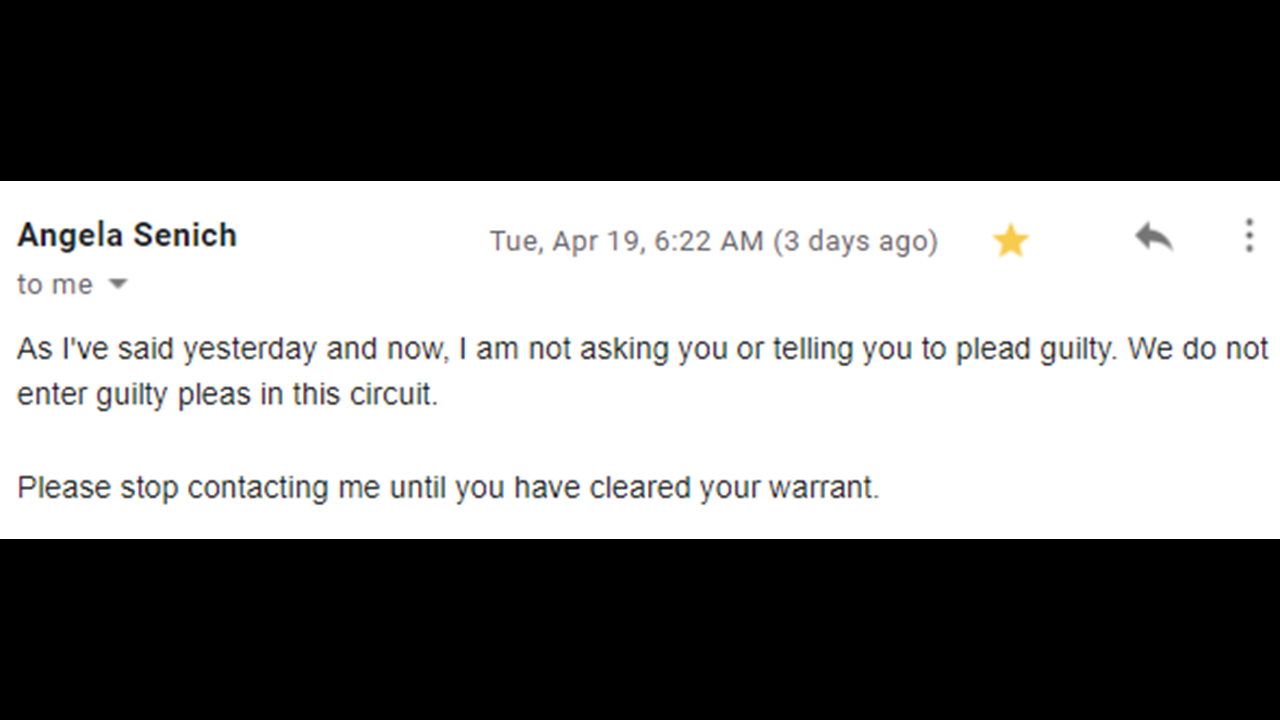 Angela Senich
Tue, Apr 19, 6:22 AM (3 days ago)
to me
As I've said yesterday and now, I am not asking you or telling you to plead guilty. We do not
enter guilty pleas in this circuit.
Please stop contacting me until you have cleared your warrant.